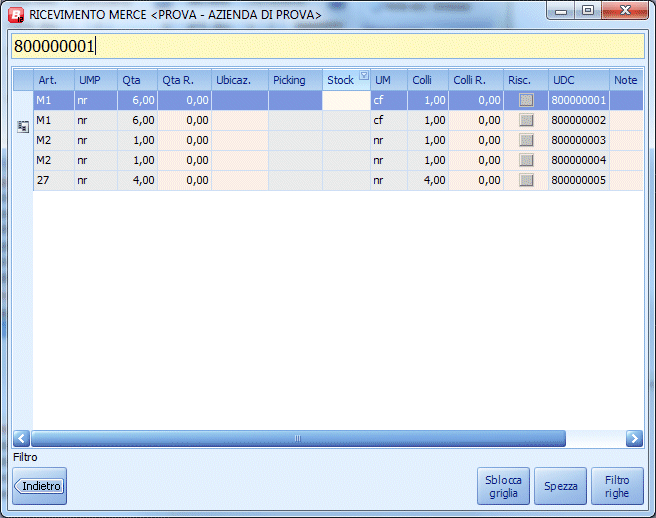 RICEVIMENTO MERCE <PROVA - AZIENDA DI PROVA>
800000001
Art. UMP Qta Qta R. Ubicaz. Picking Stock UM Colli Colli R. Risc. UDC Note
M1 nr 6,00 0,00 cf 1,00 0,00 800000001
M1 nr 6,00 0,00 cf 1,00 0,00 800000002
M2 nr 1,00 0,00 nr 1,00 0,00 800000003
M2 nr 1,00 0,00 nr 1,00 0,00 800000004
27 nr 4,00 0,00 nr 4,00 0,00 800000005
Filtro
Indietro
Sblocca
griglia
Spezza
Filtro
righe